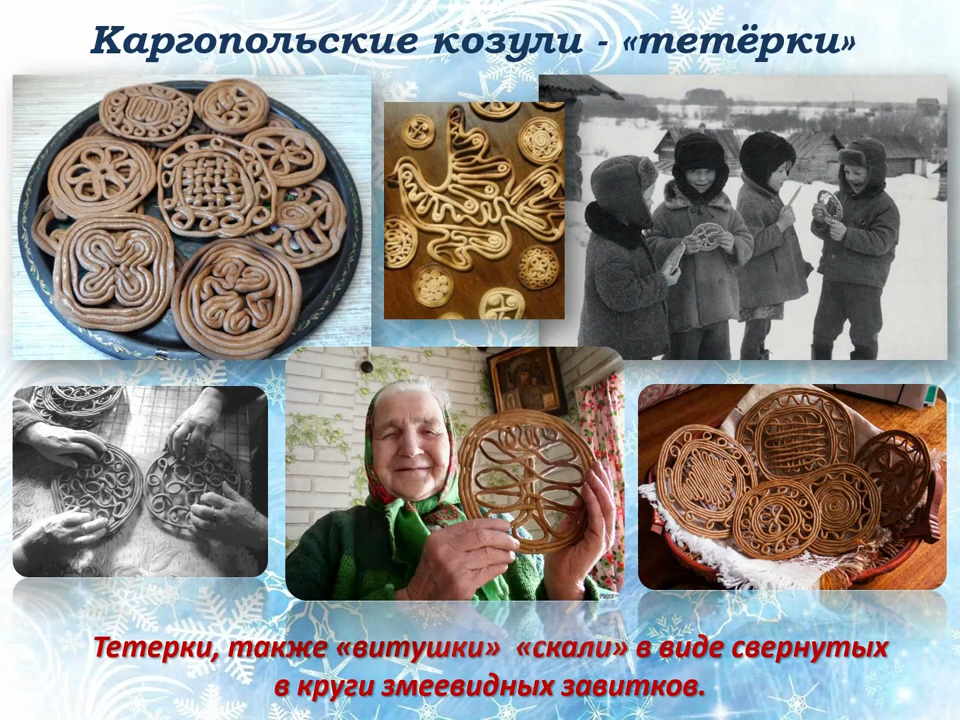 Каргопольские козули - «тетёрки»
Тетерки, также «витушки» «скали» в виде свернутых
в круги змеевидных завитков.